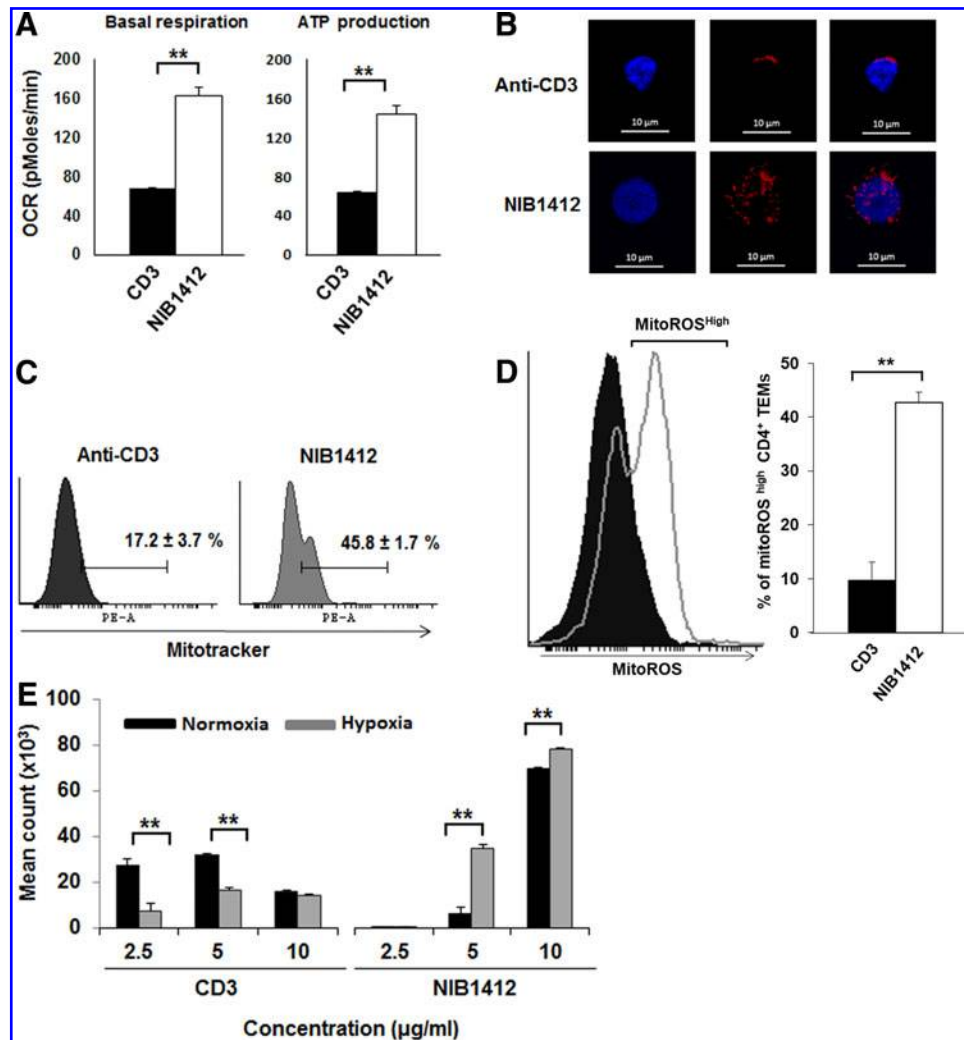 A
Basal respiration
ATP production
OCR (pMoles/min)
200
160
120
80
40
0
**
CD3
NIB1412
200
160
120
80
40
0
**
CD3
NIB1412
B
Anti-CD3
10 µm
10 µm
10 µm
NIB1412
10 µm
10 µm
10 µm
C
Anti-CD3
17.2 ± 3.7 %
PE-A
NIB1412
45.8 ± 1.7 %
PE-A
Mitotracker
D
MitoROSHigh
MitoROS
% of mitoROS high CD4+ TEMs
50
40
30
20
10
0
**
CD3
NIB1412
E
Mean count (x10³)
100
80
60
40
20
0
Normoxia
Hypoxia
**
**
**
**
2.5 5 10 2.5 5 10
CD3 NIB1412
Concentration (µg/ml)